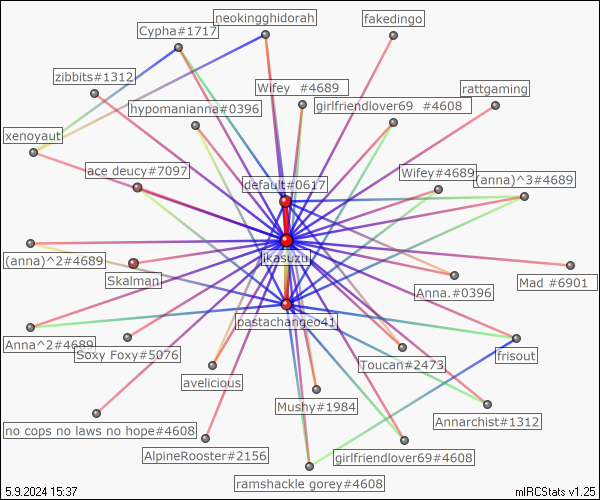 neokingghidorah
fakedingo
Cypha#1717
zibbits#1312
Wifey #4689
rattgaming
hypomanianna#0396
girlfriendlover69 #4608
xenoyaut
ace deucy#7097
Wifey#4689
(anna)^3#4689
default#0617
ikasuzu
(anna)^2#4689
Skalman
Anna.#0396
Mad #6901
pastachangeo41
Anna^2#4689
Soxy Foxy#5076
Toucan#2473
frisout
avelicious
Mushy#1984
Annarchist#1312
no cops no laws no hope#4608
AlpineRooster#2156
girlfriendlover69#4608
ramshackle gorey#4608
5.9.2024 15:37
mIRCStats v1.25